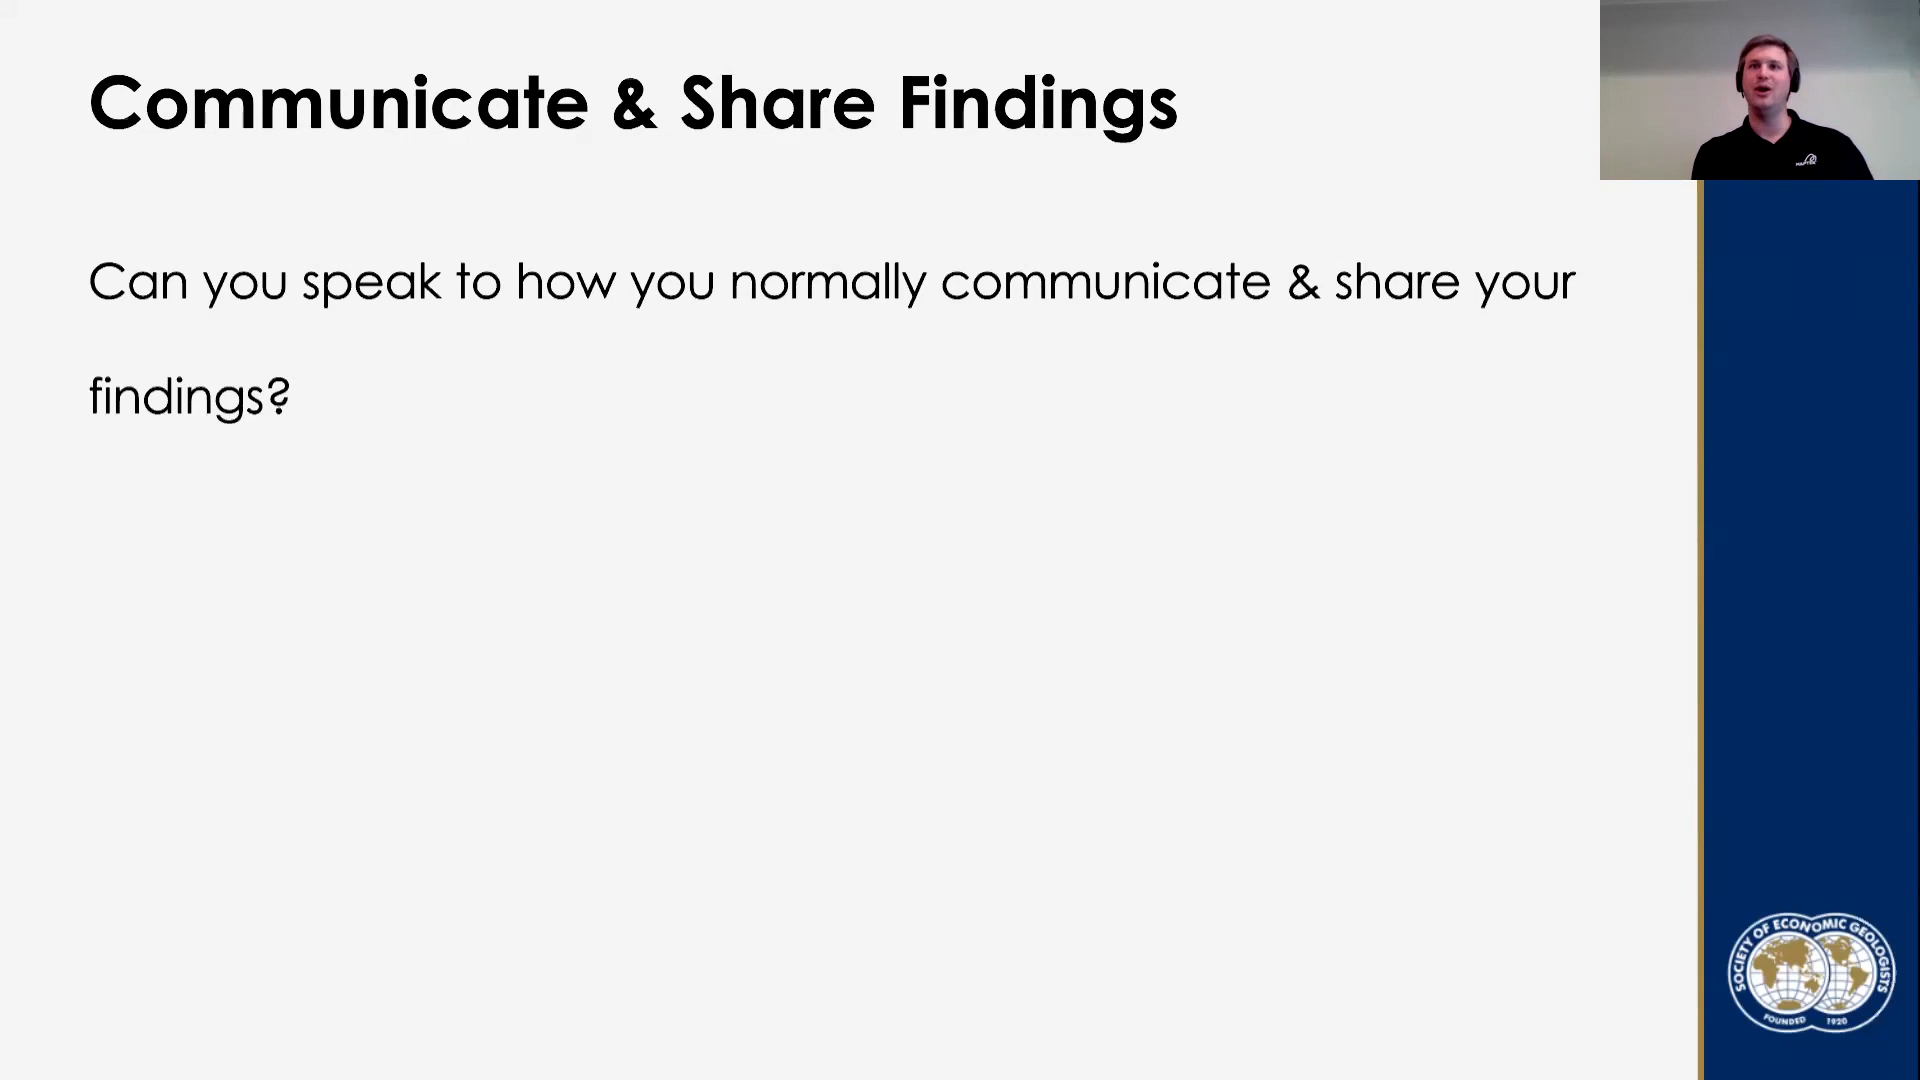 Communicate & Share Findings
Can you speak to how you normally communicate & share your
findings?
SOCIETY OF ECONOMIC GEOLOGISTS
FOUNDED 1920